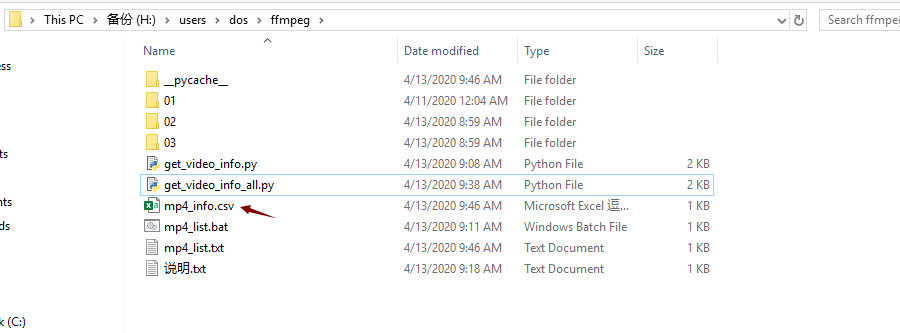 This PC > 备份 (H:) > users > dos > ffmpeg
Search ffmpeg
Name Date modified Type Size
__pycache__ 4/13/2020 9:46 AM File folder
01 4/11/2020 12:04 AM File folder
02 4/13/2020 8:59 AM File folder
03 4/13/2020 8:59 AM File folder
get_video_info.py 4/13/2020 9:08 AM Python File 2 KB
get_video_info_all.py 4/13/2020 9:38 AM Python File 2 KB
mp4_info.csv 4/13/2020 9:46 AM Microsoft Excel 逗... 1 KB
mp4_list.bat 4/13/2020 9:11 AM Windows Batch File 1 KB
mp4_list.txt 4/13/2020 9:46 AM Text Document 1 KB
说明.txt 4/13/2020 9:18 AM Text Document 1 KB
ess
ts
nts
ds
k (C:)